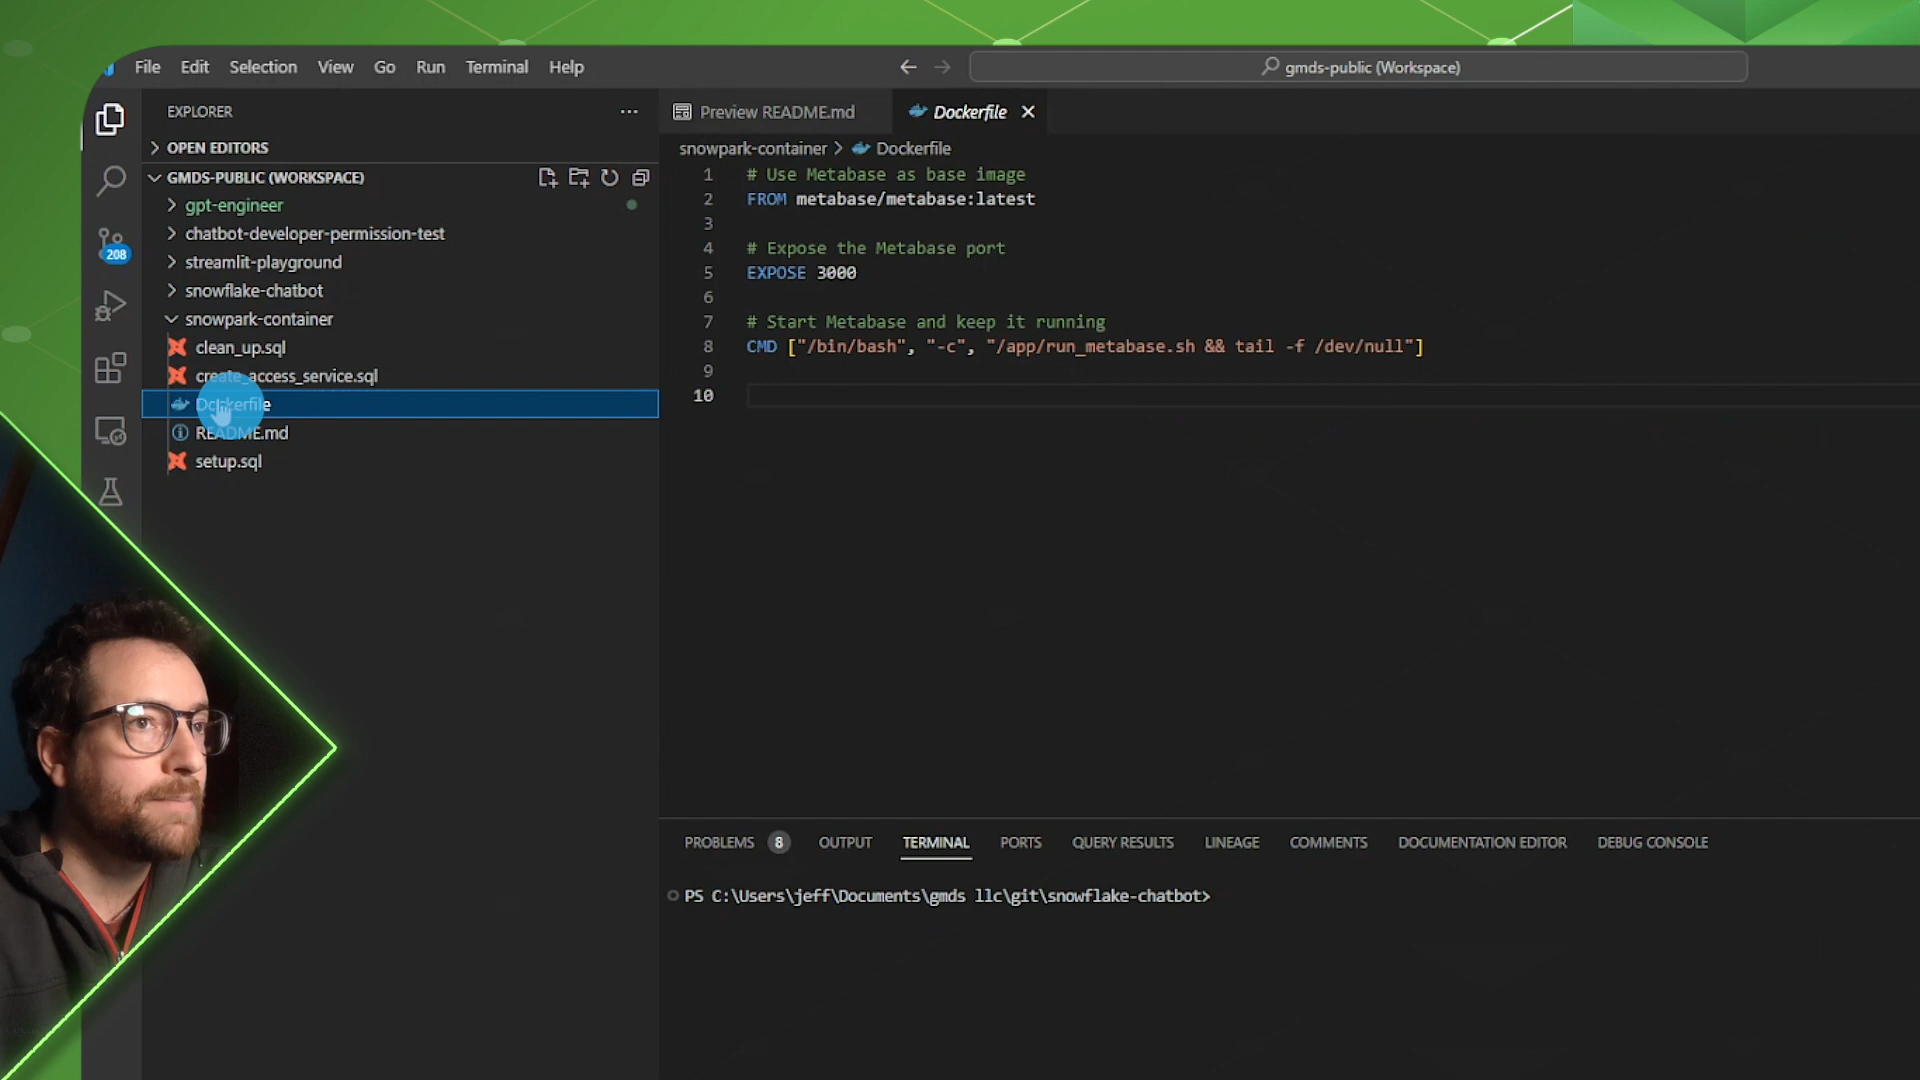 File Edit Selection View Go Run Terminal Help
gmds-public (Workspace)
EXPLORER
OPEN EDITORS
GMDS-PUBLIC (WORKSPACE)
gpt-engineer
chatbot-developer-permission-test
streamlit-playground
snowflake-chatbot
snowpark-container
clean_up.sql
create_access_service.sql
Dockerfile
README.md
setup.sql
208
Preview README.md
Dockerfile
snowpark-container > Dockerfile
1 # Use Metabase as base image
2 FROM metabase/metabase:latest
3
4 # Expose the Metabase port
5 EXPOSE 3000
6
7 # Start Metabase and keep it running
8 CMD ["/bin/bash", "-c", "/app/run_metabase.sh && tail -f /dev/null"]
9
10
PROBLEMS 8 OUTPUT TERMINAL PORTS QUERY RESULTS LINEAGE COMMENTS DOCUMENTATION EDITOR DEBUG CONSOLE
PS C:\Users\jeff\Documents\gmds llc\git\snowflake-chatbot>